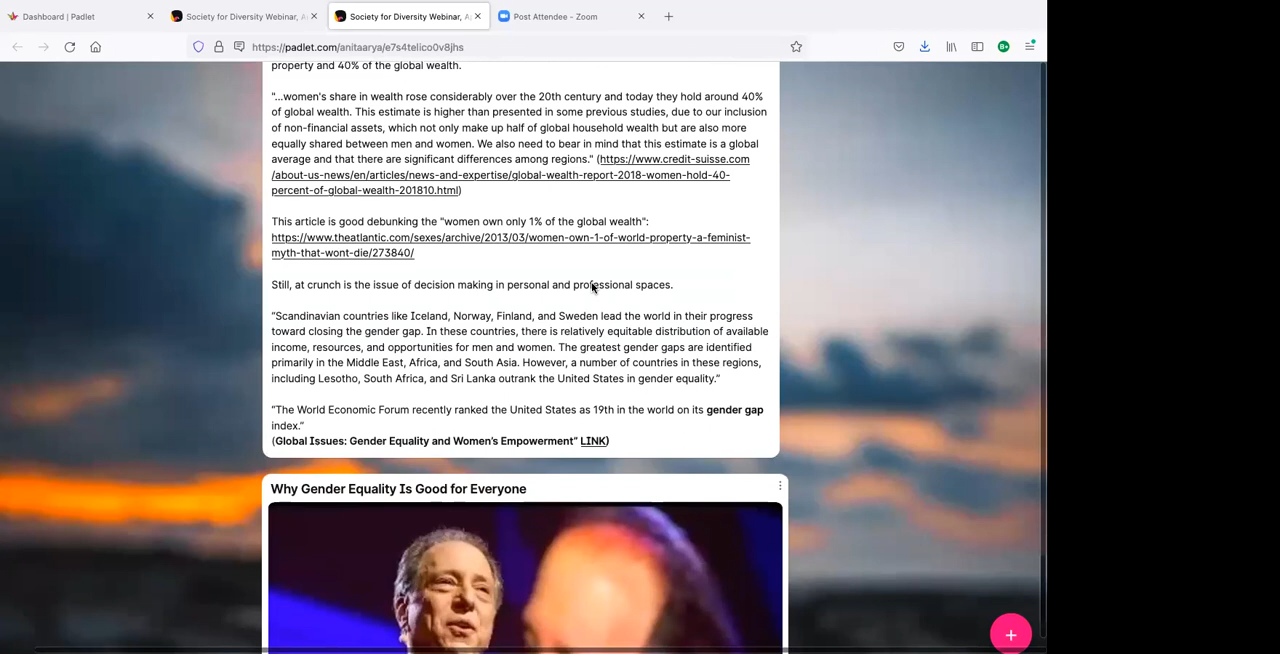 Dashboard | Padlet
Society for Diversity Webinar, A
Society for Diversity Webinar, A
Post Attendee - Zoom
https://padlet.com/anitaarya/e7s4telico0v8jhs
property and 40% of the global wealth.
"...women's share in wealth rose considerably over the 20th century and today they hold around 40%
of global wealth. This estimate is higher than presented in some previous studies, due to our inclusion
of non-financial assets, which not only make up half of global household wealth but are also more
equally shared between men and women. We also need to bear in mind that this estimate is a global
average and that there are significant differences among regions." (https://www.credit-suisse.com
/about-us-news/en/articles/news-and-expertise/global-wealth-report-2018-women-hold-40-
percent-of-global-wealth-201810.html)
This article is good debunking the "women own only 1% of the global wealth":
https://www.theatlantic.com/sexes/archive/2013/03/women-own-1-of-world-property-a-feminist-
myth-that-wont-die/273840/
Still, at crunch is the issue of decision making in personal and professional spaces.
"Scandinavian countries like Iceland, Norway, Finland, and Sweden lead the world in their progress
toward closing the gender gap. In these countries, there is relatively equitable distribution of available
income, resources, and opportunities for men and women. The greatest gender gaps are identified
primarily in the Middle East, Africa, and South Asia. However, a number of countries in these regions,
including Lesotho, South Africa, and Sri Lanka outrank the United States in gender equality.”
“The World Economic Forum recently ranked the United States as 19th in the world on its gender gap
index.”
(Global Issues: Gender Equality and Women’s Empowerment” LINK)
Why Gender Equality Is Good for Everyone